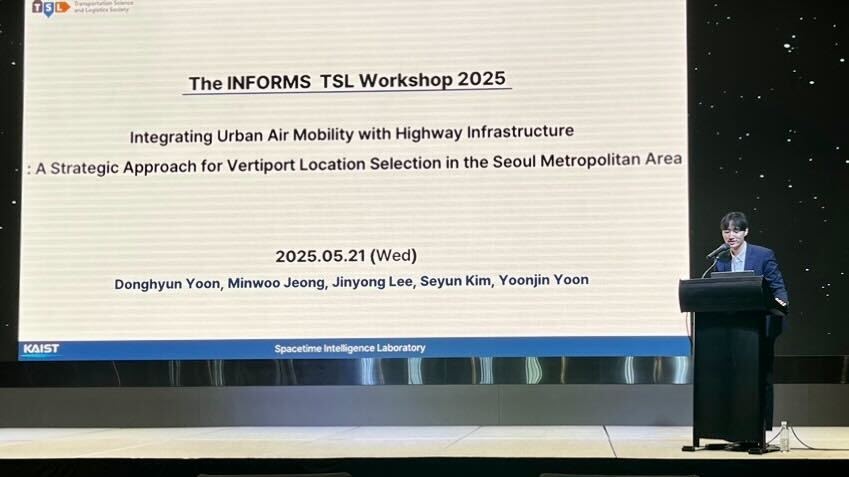 TSL Transportation Science
and Logistics Society
The INFORMS TSL Workshop 2025
Integrating Urban Air Mobility with Highway Infrastructure
: A Strategic Approach for Vertiport Location Selection in the Seoul Metropolitan Area
2025.05.21 (Wed)
Donghyun Yoon, Minwoo Jeong, Jinyong Lee, Seyun Kim, Yoonjin Yoon
KAIST
Spacetime Intelligence Laboratory